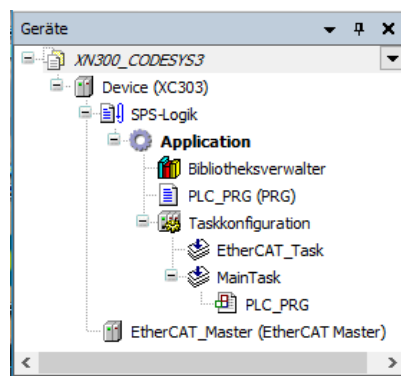 Geräte
XN300_CODESYS3
Device (XC303)
SPS-Logik
Application
Bibliotheksverwalter
PLC_PRG (PRG)
Taskkonfiguration
EtherCAT_Task
MainTask
PLC_PRG
EtherCAT_Master (EtherCAT Master)